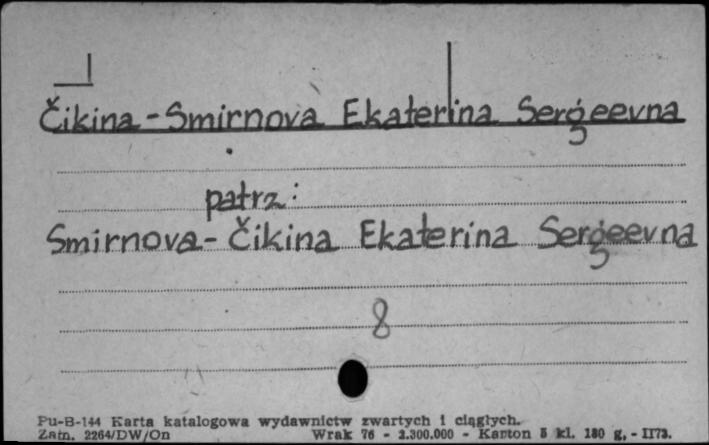 Čikina-Smirnova Ekaterina Sergeevna
patrz:
Smirnova-Čikina Ekaterina Sergeevna
8
Pu-B-144 Karta katalogowa wydawnictw zwartych i ciągłych.
Zam. 2264/DW/On Wrak 76 - 2.300.000 - Karton 5 kl. 180 g. - II73.